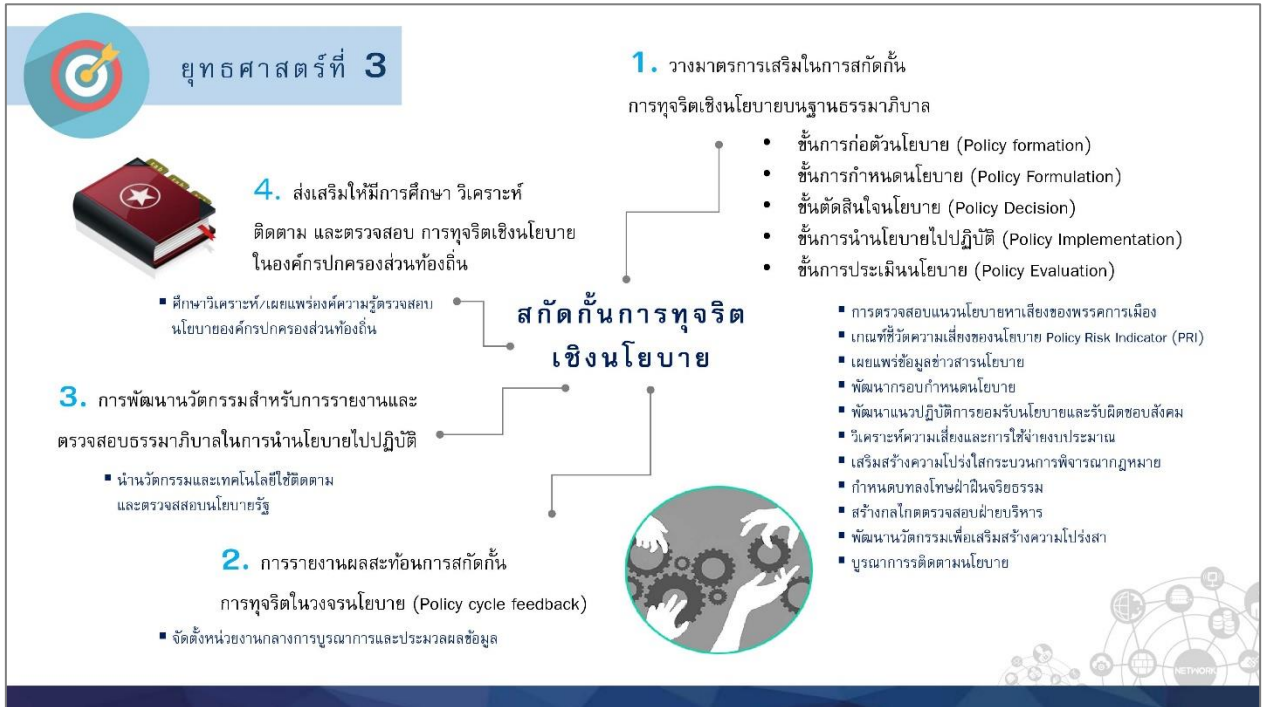 ยุทธศาสตร์ที่ 3
1. วางมาตรการเสริมในการสกัดกั้น
การทุจริตเชิงนโยบายบนฐานธรรมาภิบาล
• ขั้นการก่อตัวนโยบาย (Policy formation)
• ขั้นการกำหนดนโยบาย (Policy Formulation)
• ขั้นตัดสินใจนโยบาย (Policy Decision)
• ขั้นการนำนโยบายไปปฏิบัติ (Policy Implementation)
• ขั้นการประเมินนโยบาย (Policy Evaluation)
▪ การตรวจสอบแนวนโยบายหาเสียงของพรรคการเมือง
▪ เกณฑ์ชี้วัดความเสี่ยงของนโยบาย Policy Risk Indicator (PRI)
▪ เผยแพร่ข้อมูลข่าวสารนโยบาย
▪ พัฒนากรอบกำหนดนโยบาย
▪ พัฒนาแนวปฏิบัติการยอมรับนโยบายและรับผิดชอบสังคม
▪ วิเคราะห์ความเสี่ยงและการใช้จ่ายงบประมาณ
▪ เสริมสร้างความโปร่งใสกระบวนการพิจารณากฎหมาย
▪ กำหนดบทลงโทษฝ่าฝืนจริยธรรม
▪ สร้างกลไกตตรวจสอบฝ่ายบริหาร
▪ พัฒนานวัตกรรมเพื่อเสริมสร้างความโปร่งสา
▪ บูรณาการรติดตามนโยบาย
4. ส่งเสริมให้มีการศึกษา วิเคราะห์
ติดตาม และตรวจสอบ การทุจริตเชิงนโยบาย
ในองค์กรปกครองส่วนท้องถิ่น
▪ ศึกษาวิเคราะห์/เผยแพร่องค์ความรู้ตรวจสอบ
นโยบายองค์กรปกครองส่วนท้องถิ่น
สกัดกั้นการทุจริต
เชิงนโยบาย
3. การพัฒนานวัตกรรมสำหรับการรายงานและ
ตรวจสอบธรรมาภิบาลในการนำนโยบายไปปฏิบัติ
▪ นำนวัตกรรมและเทคโนโลยีใช้ติดตาม
และตรวจสสอบนโยบายรัฐ
2. การรายงานผลสะท้อนการสกัดกั้น
การทุจริตในวงจรนโยบาย (Policy cycle feedback)
▪ จัดตั้งหน่วยงานกลางการบูรณาการและประมวลผลข้อมูล
NETWORK